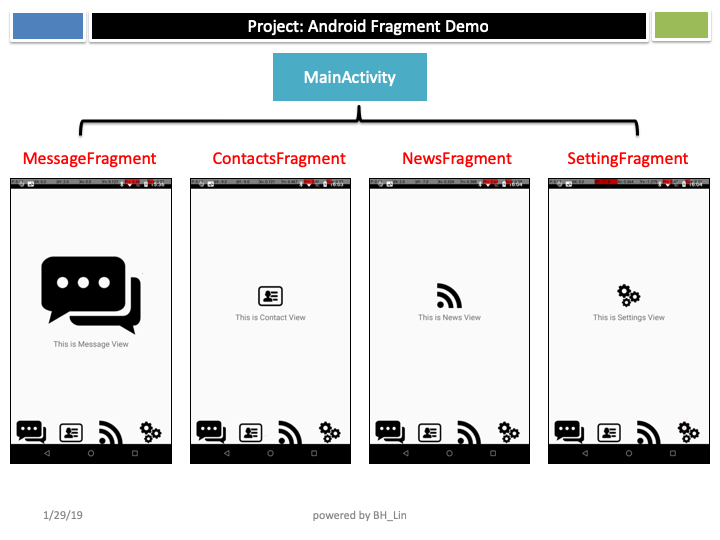 Project: Android Fragment Demo
MainActivity
MessageFragment
ContactsFragment
NewsFragment
SettingFragment
This is Message View
This is Contact View
This is News View
This is Settings View
1/29/19
powered by BH_Lin